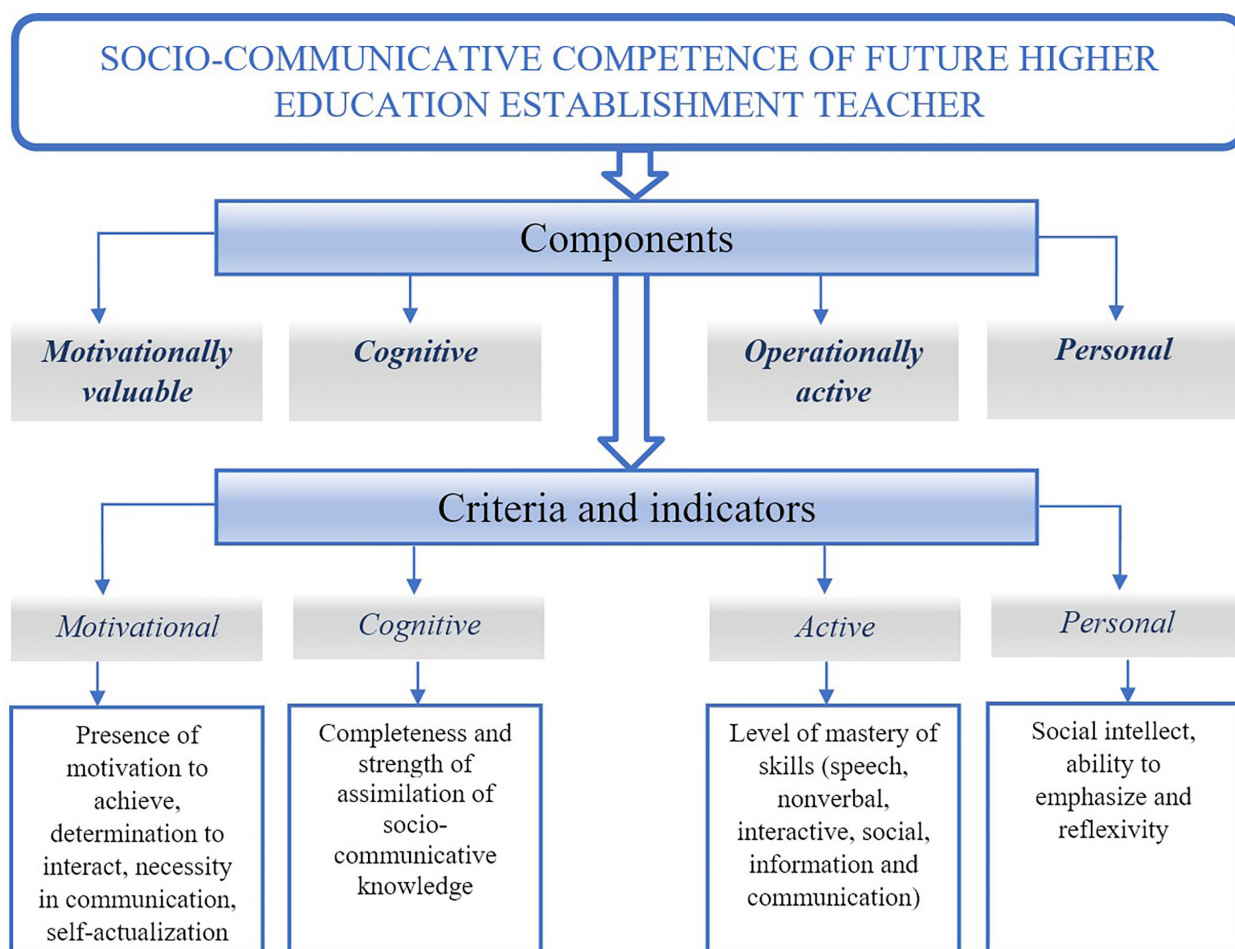 SOCIO-COMMUNICATIVE COMPETENCE OF FUTURE HIGHER
EDUCATION ESTABLISHMENT TEACHER
Components
Motivationally
valuable
Cognitive
Operationally
active
Personal
Criteria and indicators
Motivational
Cognitive
Active
Personal
Presence of
motivation to
achieve,
determination to
interact, necessity
in communication,
self-actualization
Completeness and
strength of
assimilation of
socio-
communicative
knowledge
Level of mastery of
skills (speech,
nonverbal,
interactive, social,
information and
communication)
Social intellect,
ability to
emphasize and
reflexivity